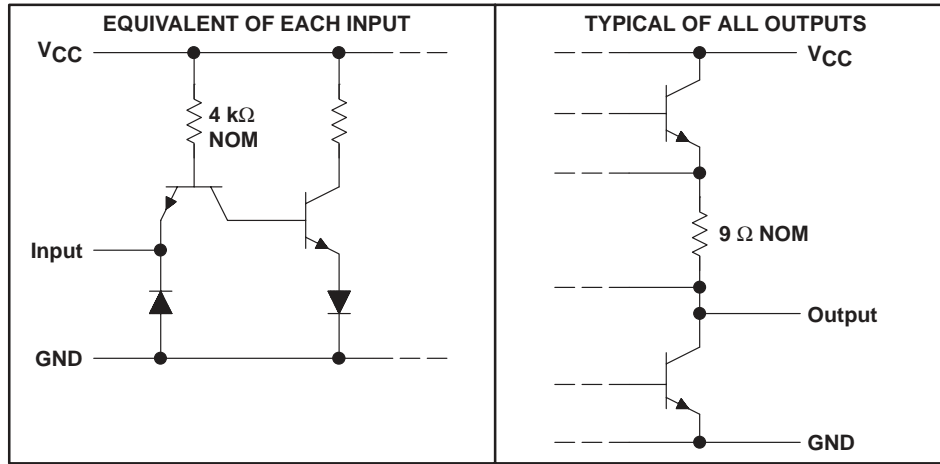 EQUIVALENT OF EACH INPUT
VCC
4 kΩ
NOM
Input
GND
TYPICAL OF ALL OUTPUTS
VCC
9 Ω NOM
Output
GND